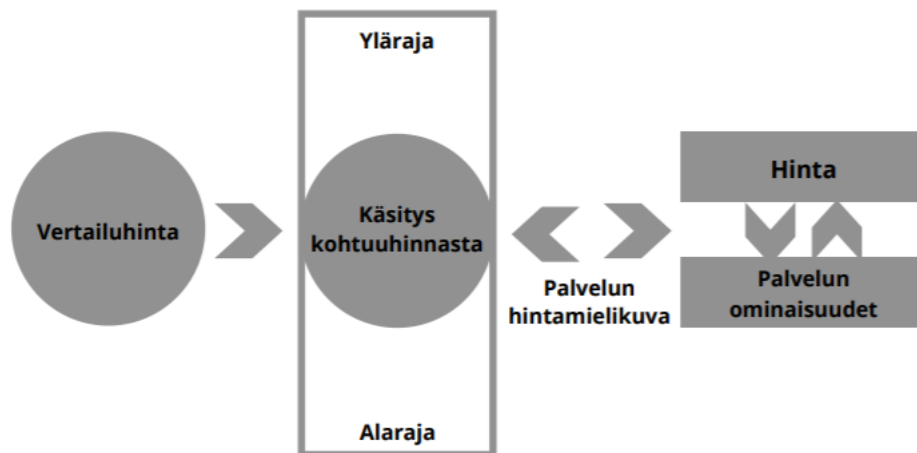 Yläraja
Vertailuhinta
Käsitys
kohtuuhinnasta
Alaraja
Palvelun
hintamielikuva
Hinta
Palvelun
ominaisuudet